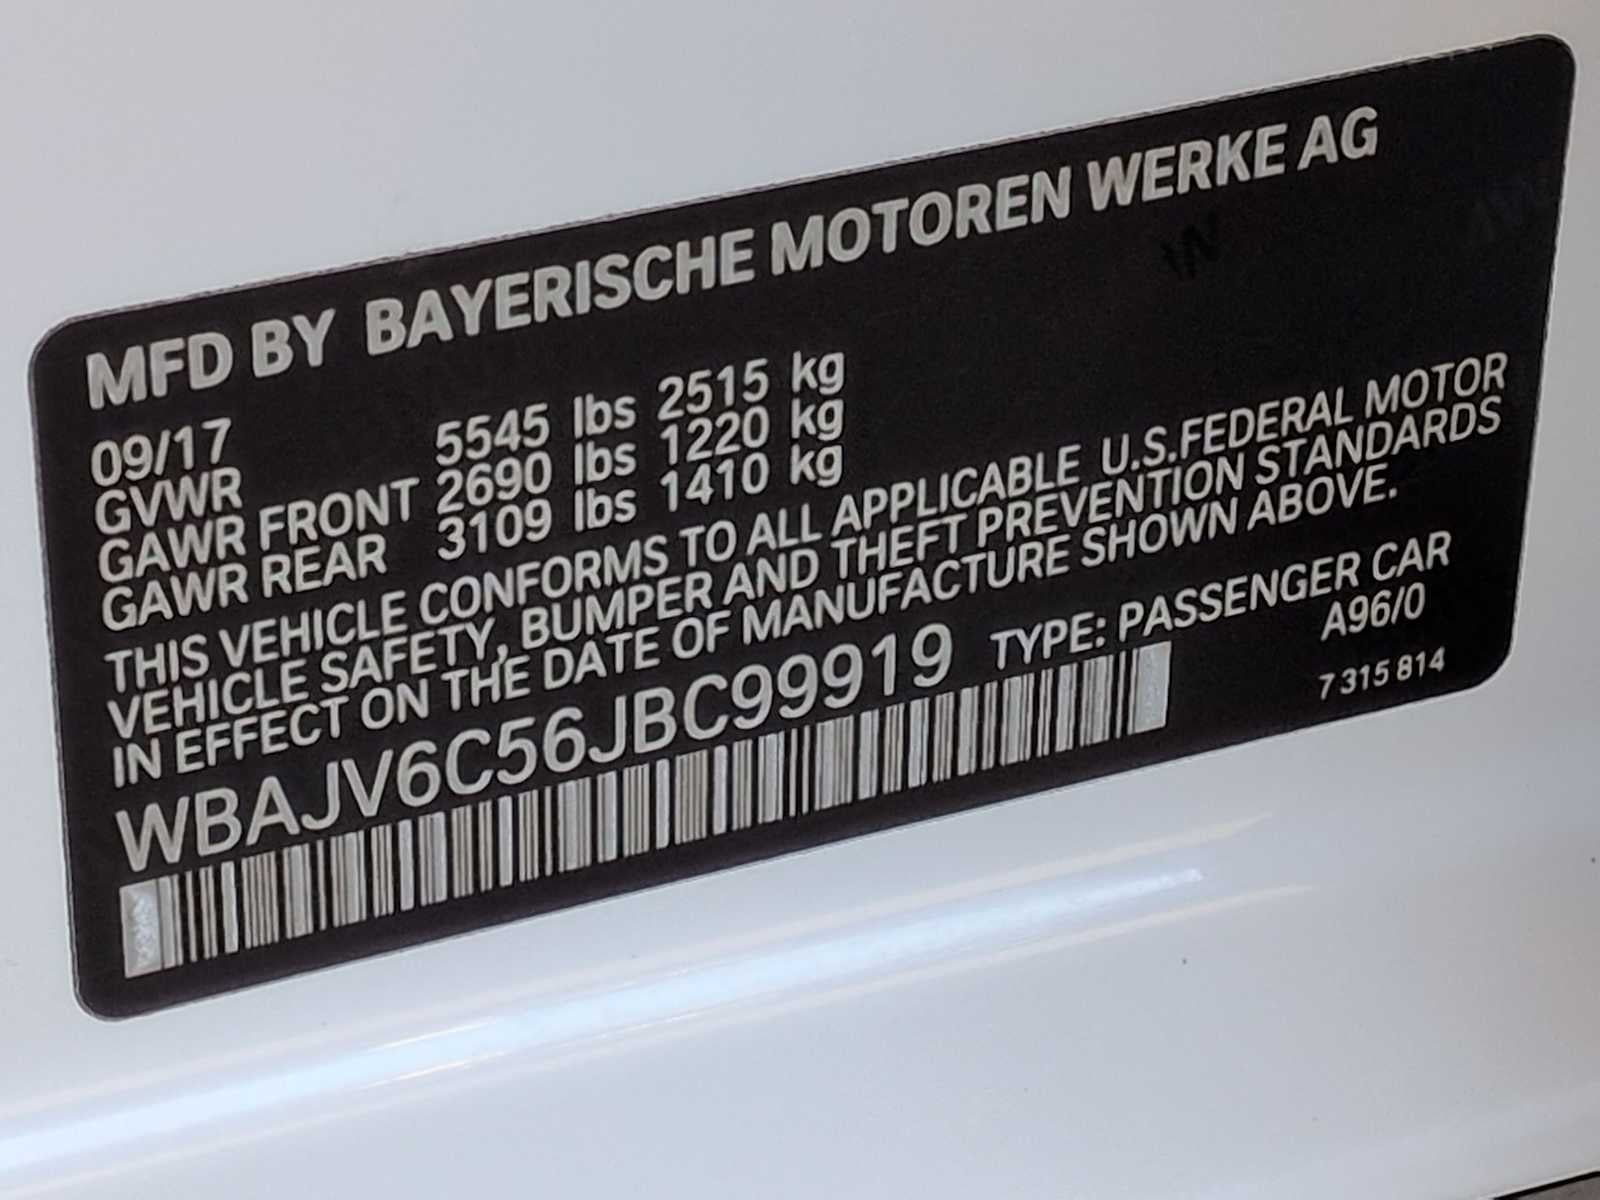 MFD BY BAYERISCHE MOTOREN WERKE AG
09/17
GVWR 5545 lbs 2515 kg
GAWR FRONT 2690 lbs 1220 kg
GAWR REAR 3109 lbs 1410 kg
THIS VEHICLE CONFORMS TO ALL APPLICABLE U.S.FEDERAL MOTOR
VEHICLE SAFETY, BUMPER AND THEFT PREVENTION STANDARDS
IN EFFECT ON THE DATE OF MANUFACTURE SHOWN ABOVE.
WBAJV6C56JBC99919 TYPE: PASSENGER CAR
A96/0
7 315 814